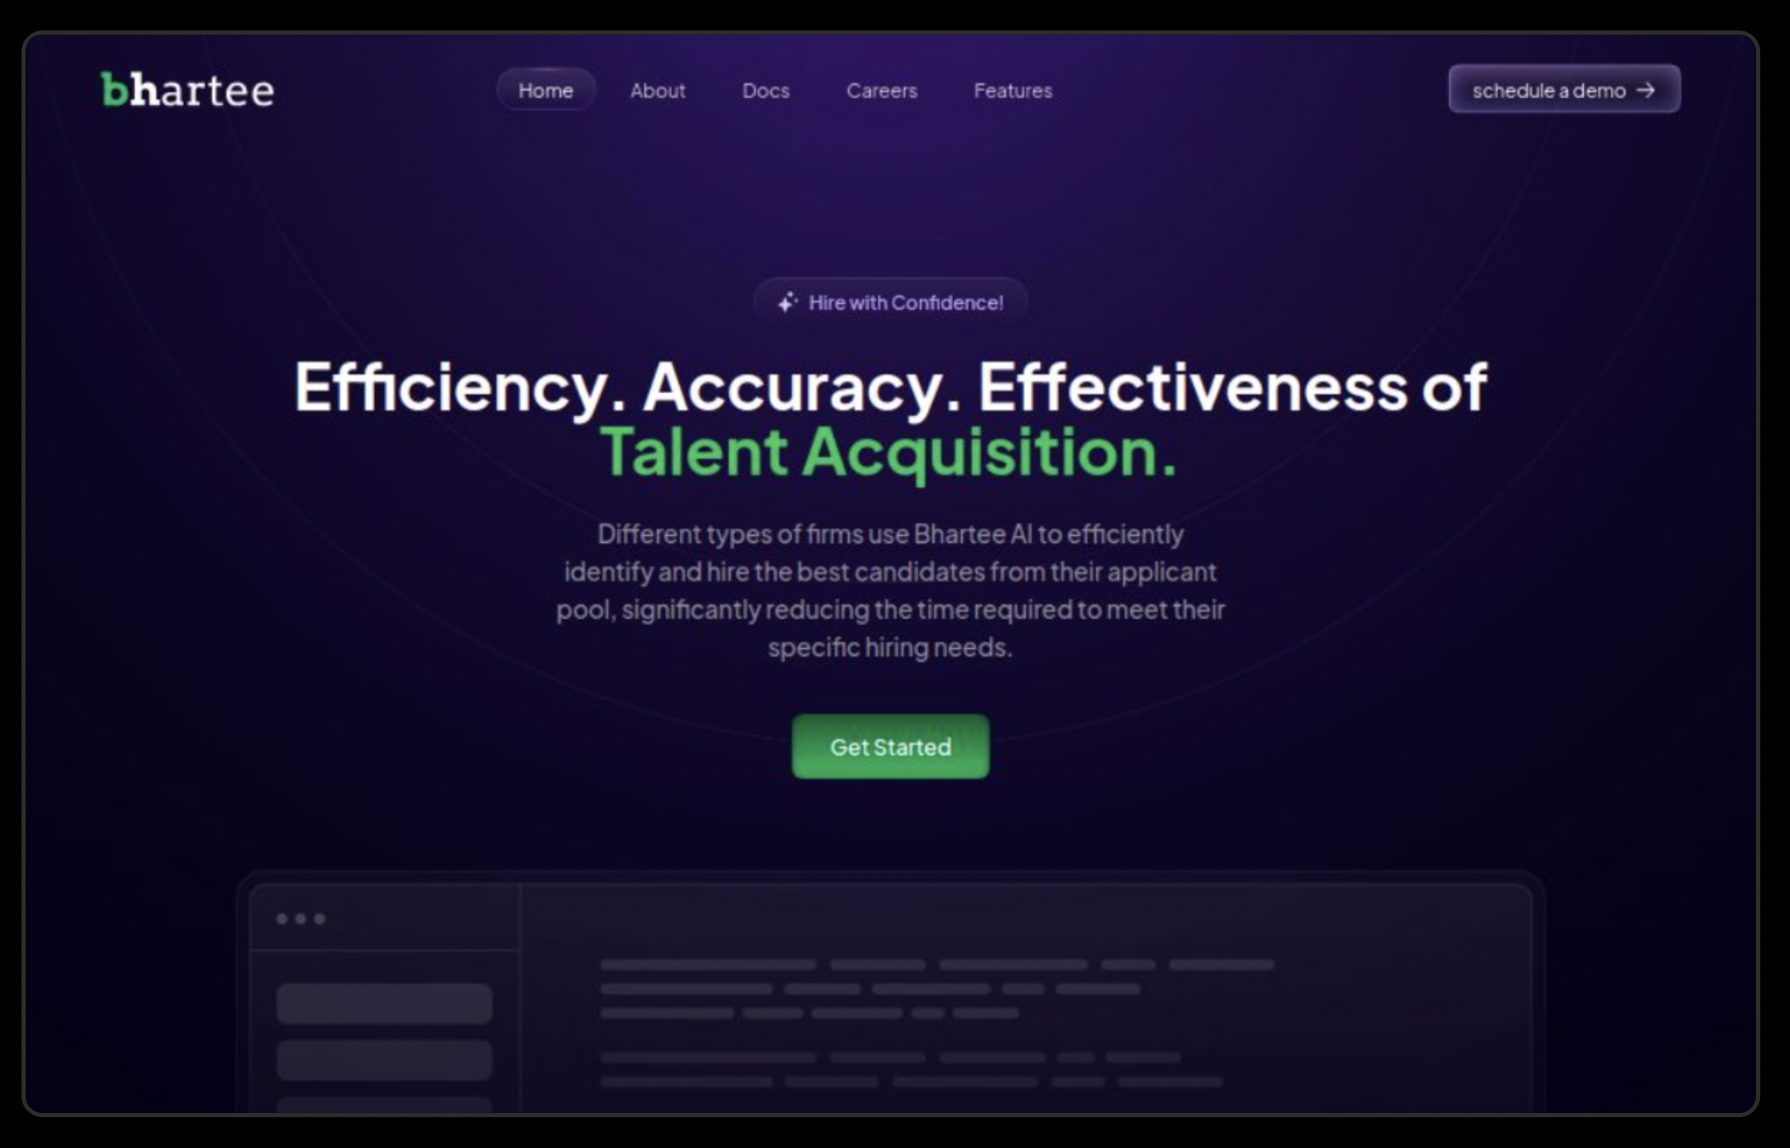 bhartee
Home
About
Docs
Careers
Features
schedule a demo →
Hire with Confidence!
Efficiency. Accuracy. Effectiveness of
Talent Acquisition.
Different types of firms use Bhartee AI to efficiently
identify and hire the best candidates from their applicant
pool, significantly reducing the time required to meet their
specific hiring needs.
Get Started